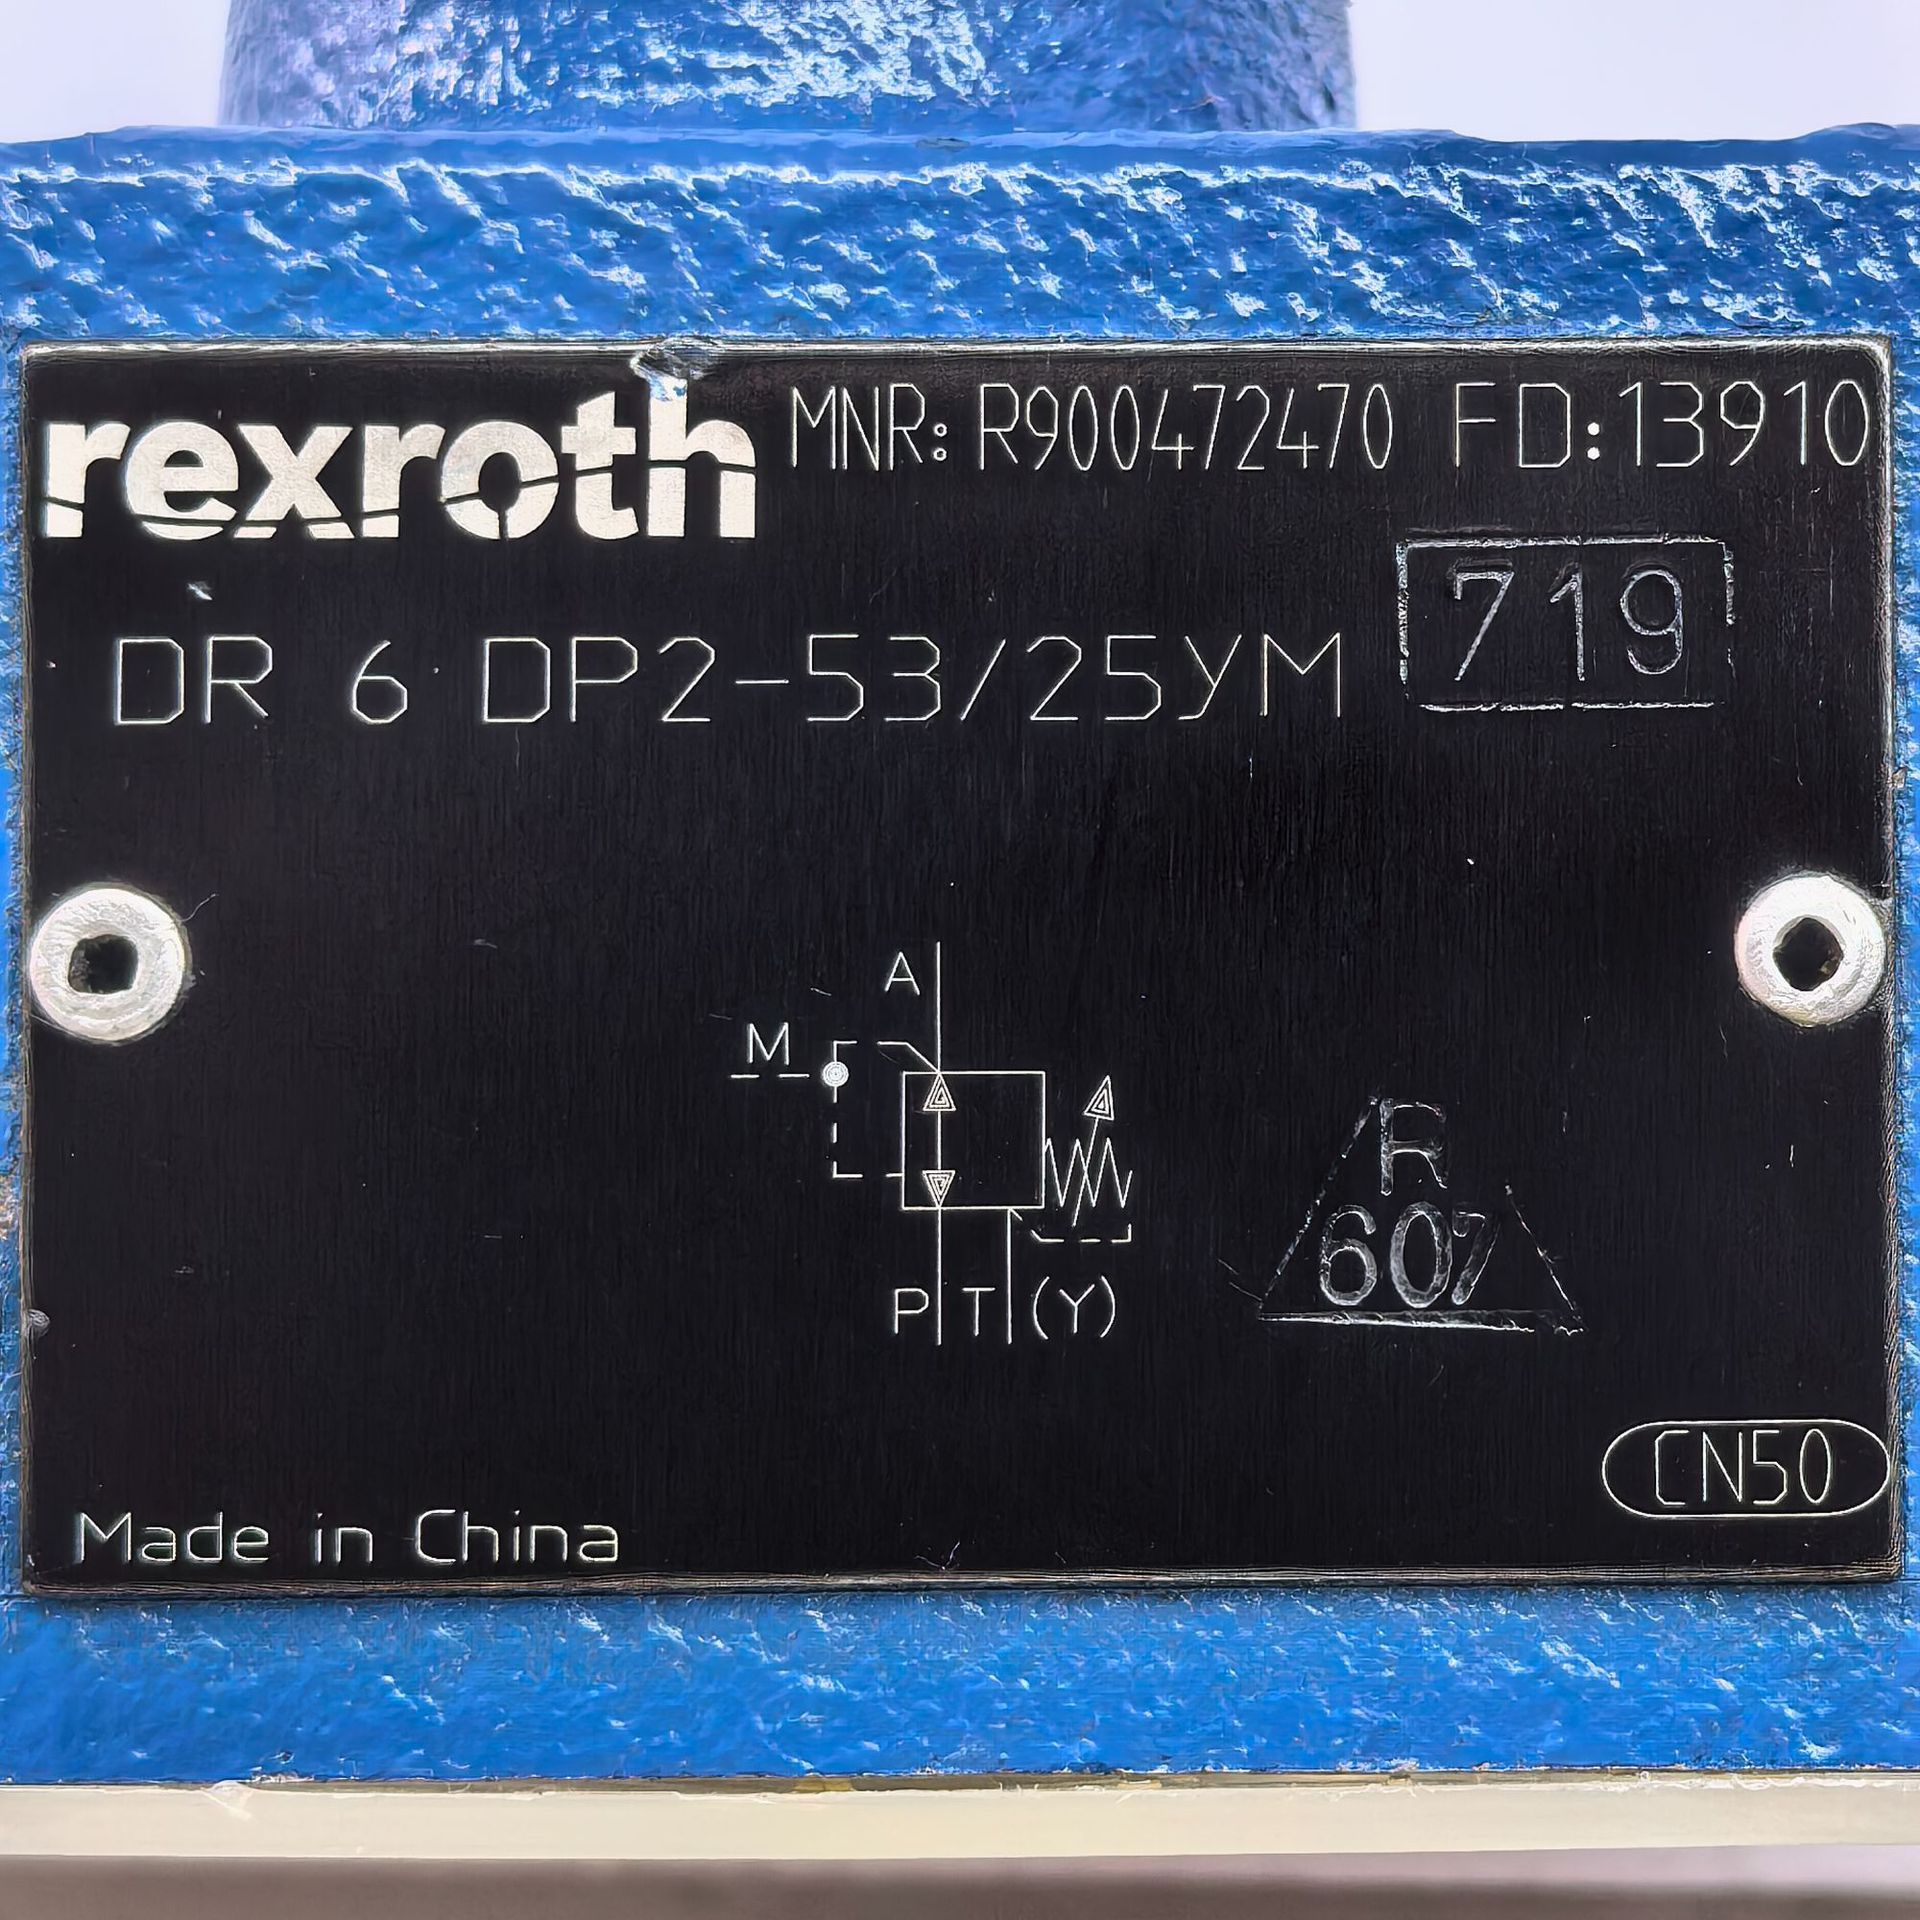 rexroth MNR: R900472470 FD:13910
719
DR 6 DP2-53/25YM
A
M
P T (Y)
R
607
CN50
Made in China